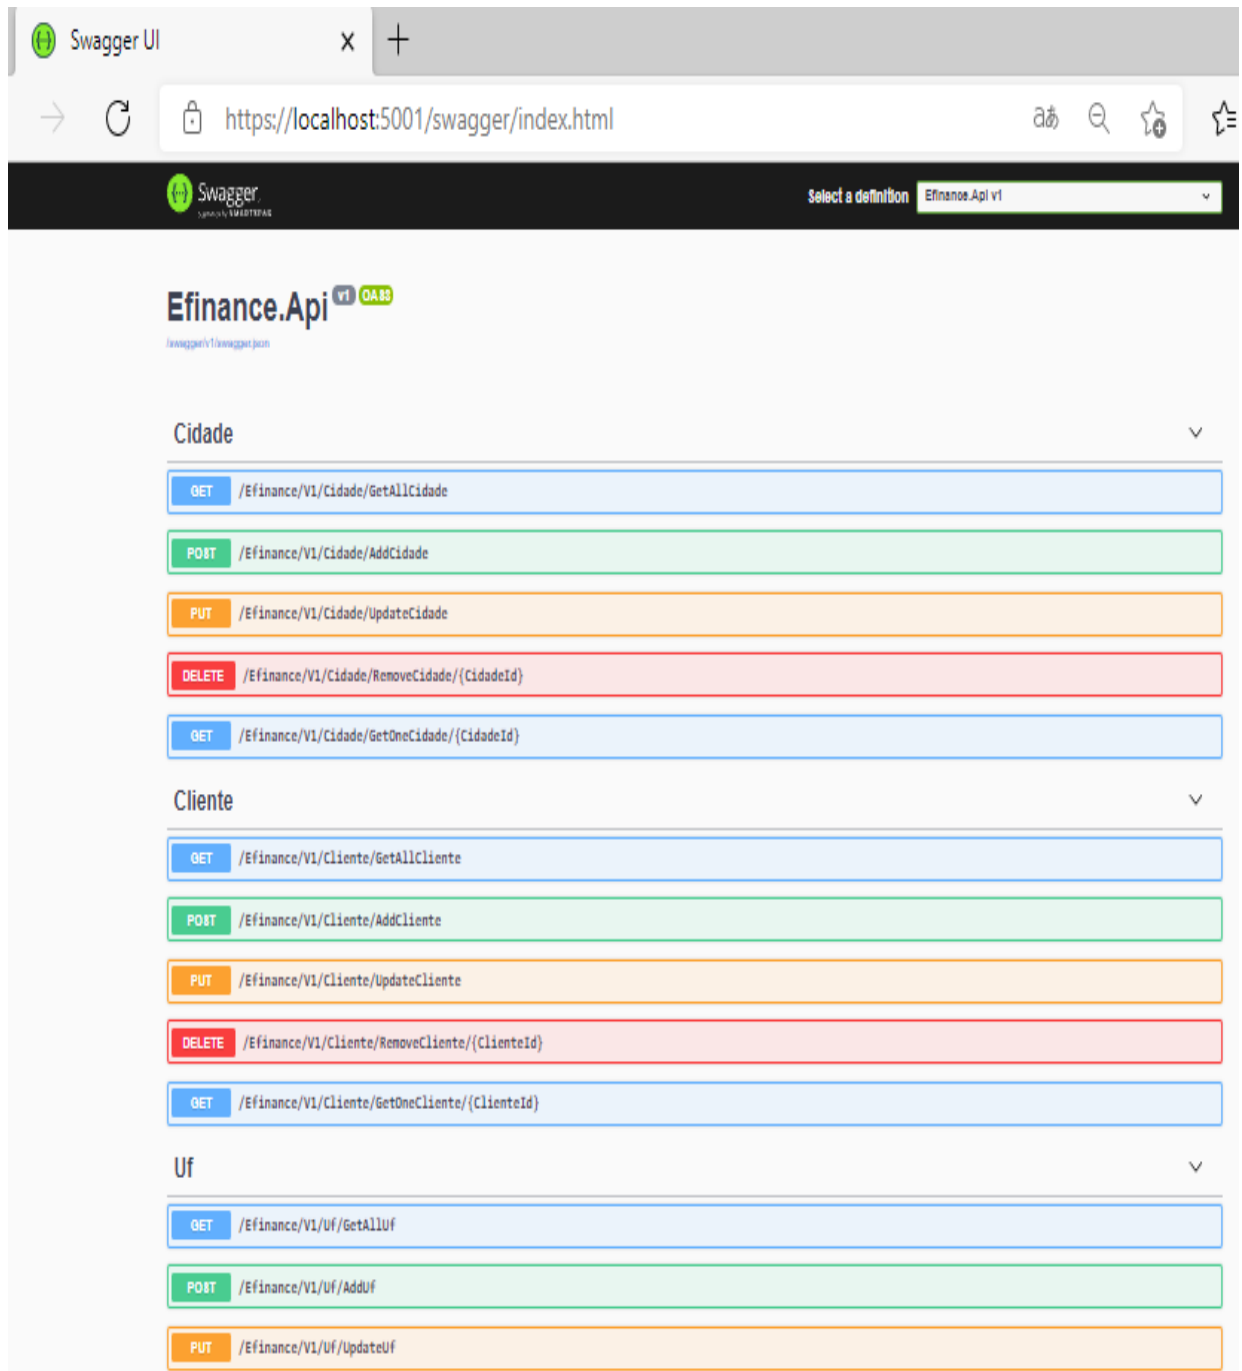 Swagger UI
https://localhost:5001/swagger/index.html
aあ
Swagger
Select a definition Efinance.Api v1
Efinance.Api v1 OAS3
/swagger/v1/swagger.json
Cidade
GET /Efinance/V1/Cidade/GetAllCidade
POST /Efinance/V1/Cidade/AddCidade
PUT /Efinance/V1/Cidade/UpdateCidade
DELETE /Efinance/V1/Cidade/RemoveCidade/{CidadeId}
GET /Efinance/V1/Cidade/GetOneCidade/{CidadeId}
Cliente
GET /Efinance/V1/Cliente/GetAllCliente
POST /Efinance/V1/Cliente/AddCliente
PUT /Efinance/V1/Cliente/UpdateCliente
DELETE /Efinance/V1/Cliente/RemoveCliente/{ClienteId}
GET /Efinance/V1/Cliente/GetOneCliente/{ClienteId}
Uf
GET /Efinance/V1/Uf/GetAllUf
POST /Efinance/V1/Uf/AddUf
PUT /Efinance/V1/Uf/UpdateUf